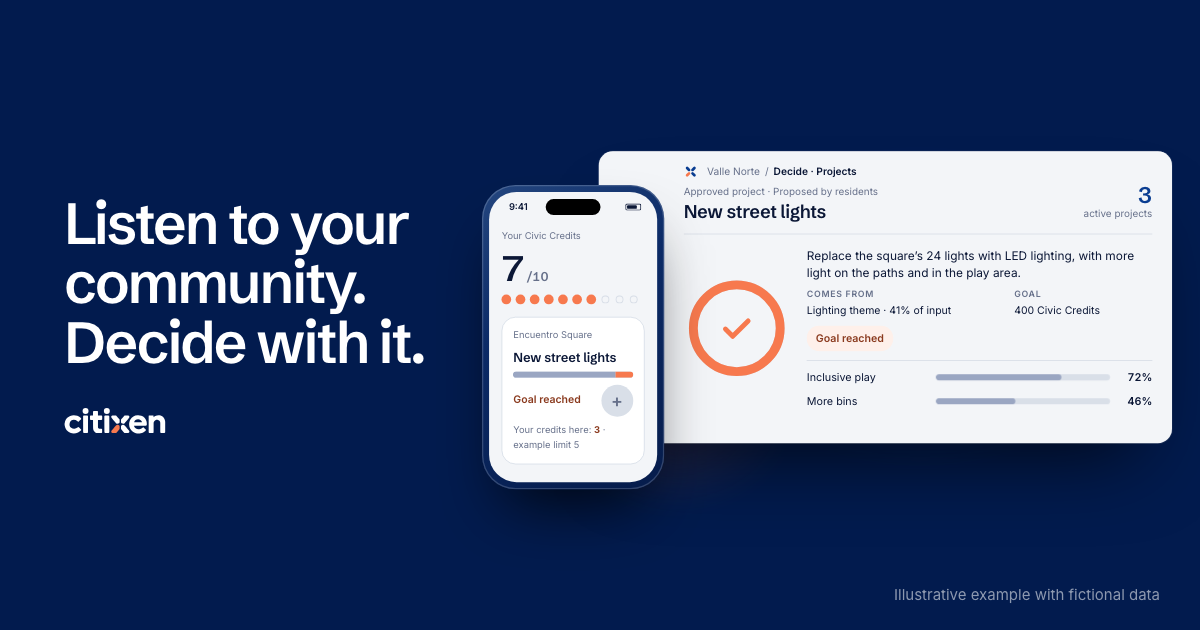 Listen to your
community.
Decide with it.
citixen
9:41
Your Civic Credits
7 /10
Encuentro Square
New street lights
Goal reached
+
Your credits here: 3 ·
example limit 5
Valle Norte / Decide · Projects
Approved project · Proposed by residents
New street lights
3
active projects
Replace the square’s 24 lights with LED lighting, with more
light on the paths and in the play area.
COMES FROM
Lighting theme · 41% of input
GOAL
400 Civic Credits
Goal reached
Inclusive play 72%
More bins 46%
Illustrative example with fictional data